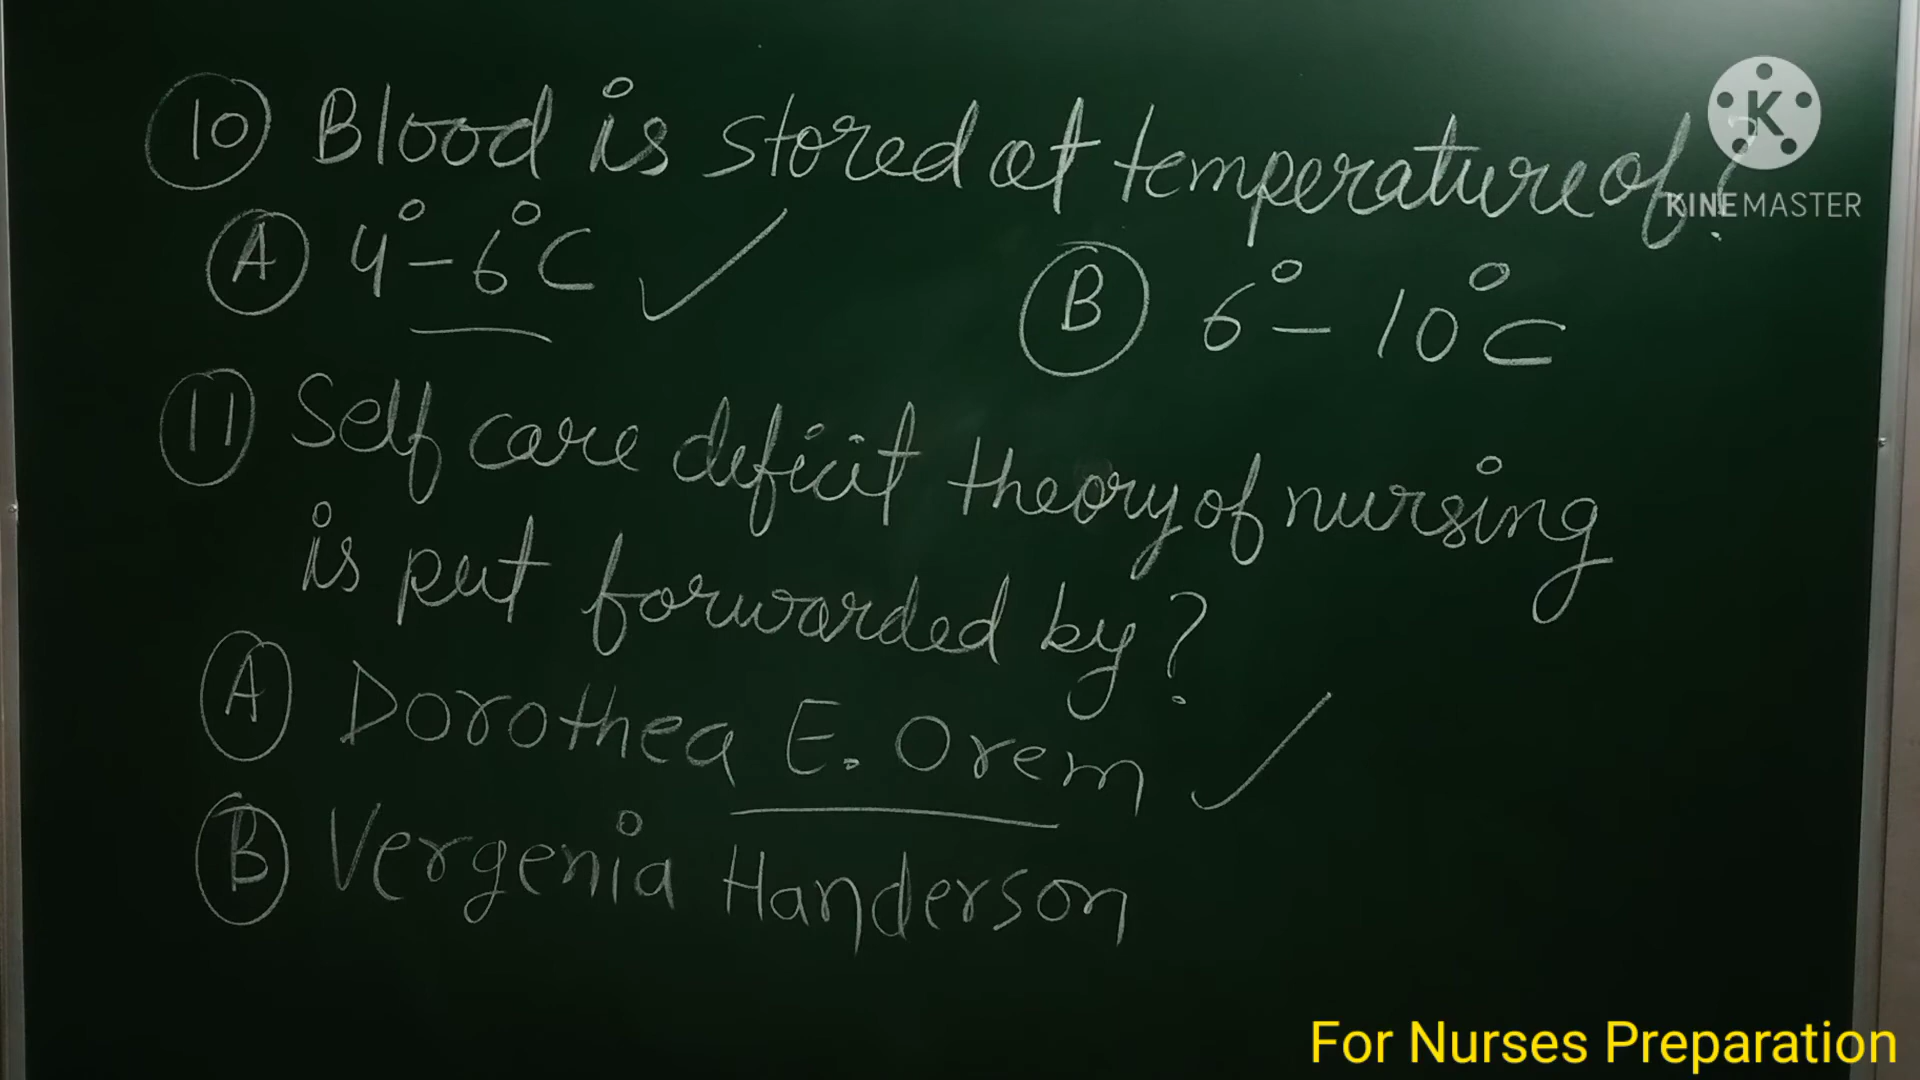 10 Blood is stored at temperature of?
A 4°-6°C ✓ B 6°-10°C
11 Self care deficit theory of nursing
is put forwarded by?
A Dorothea E. Orem ✓
B Vergenia Handerson
K
KINEMASTER
For Nurses Preparation